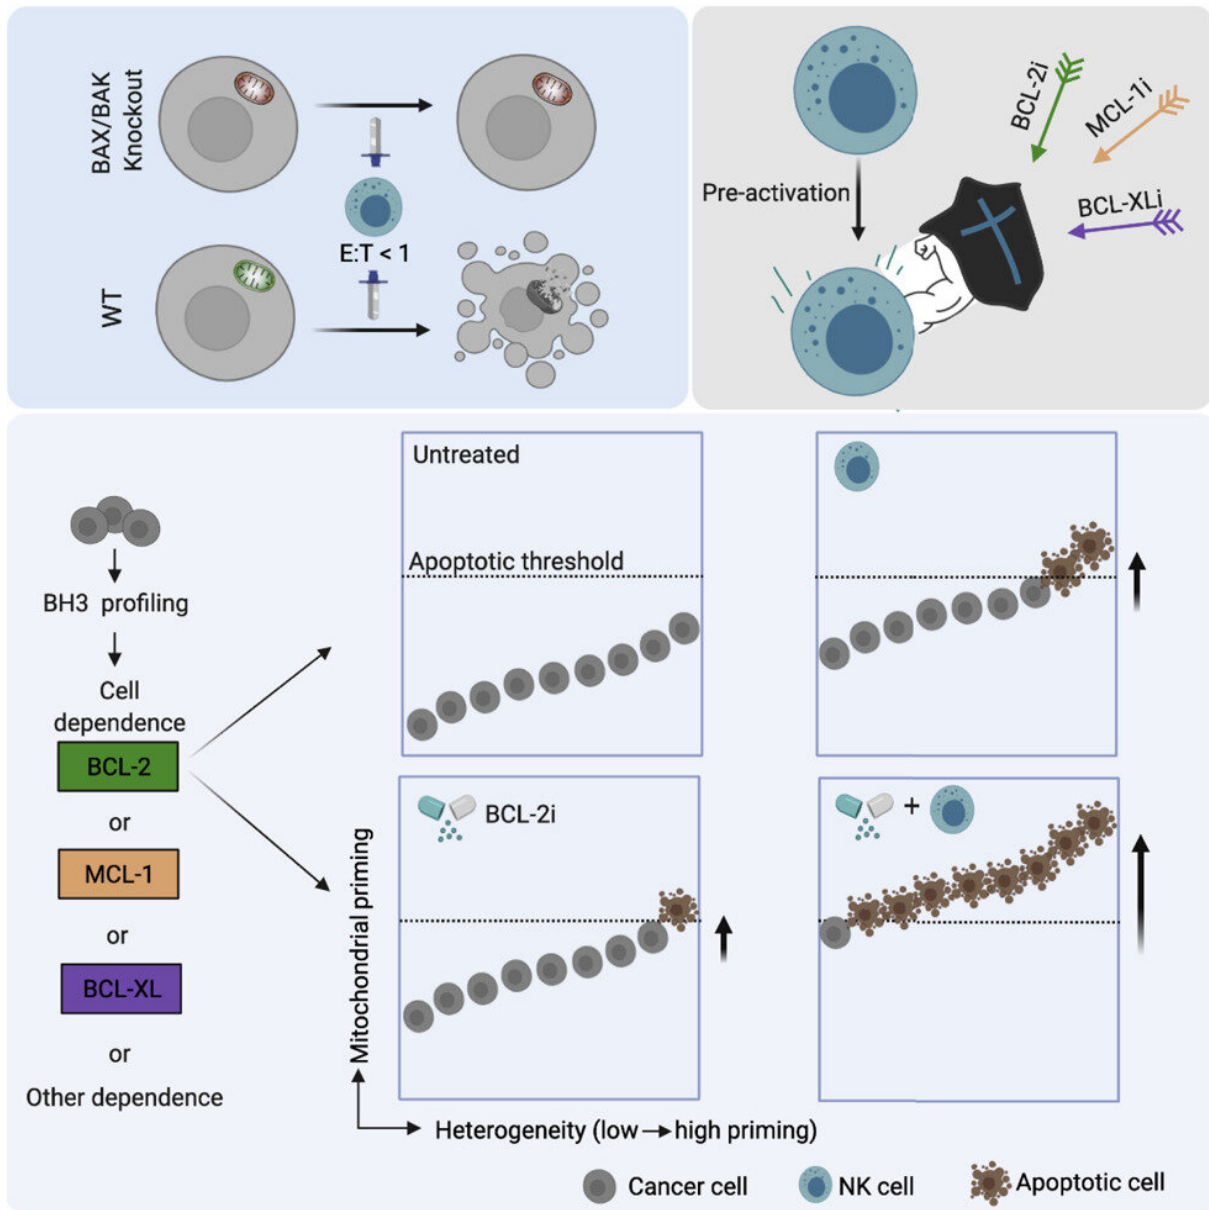 BAX/BAK
Knockout
E:T < 1
WT
Pre-activation
BCL-2i
MCL-1i
BCL-XLi
BH3 profiling
Cell
dependence
BCL-2
or
MCL-1
or
BCL-XL
or
Other dependence
Untreated
Apoptotic threshold
BCL-2i
+
Mitochondrial priming
Heterogeneity (low→high priming)
Cancer cell
NK cell
Apoptotic cell